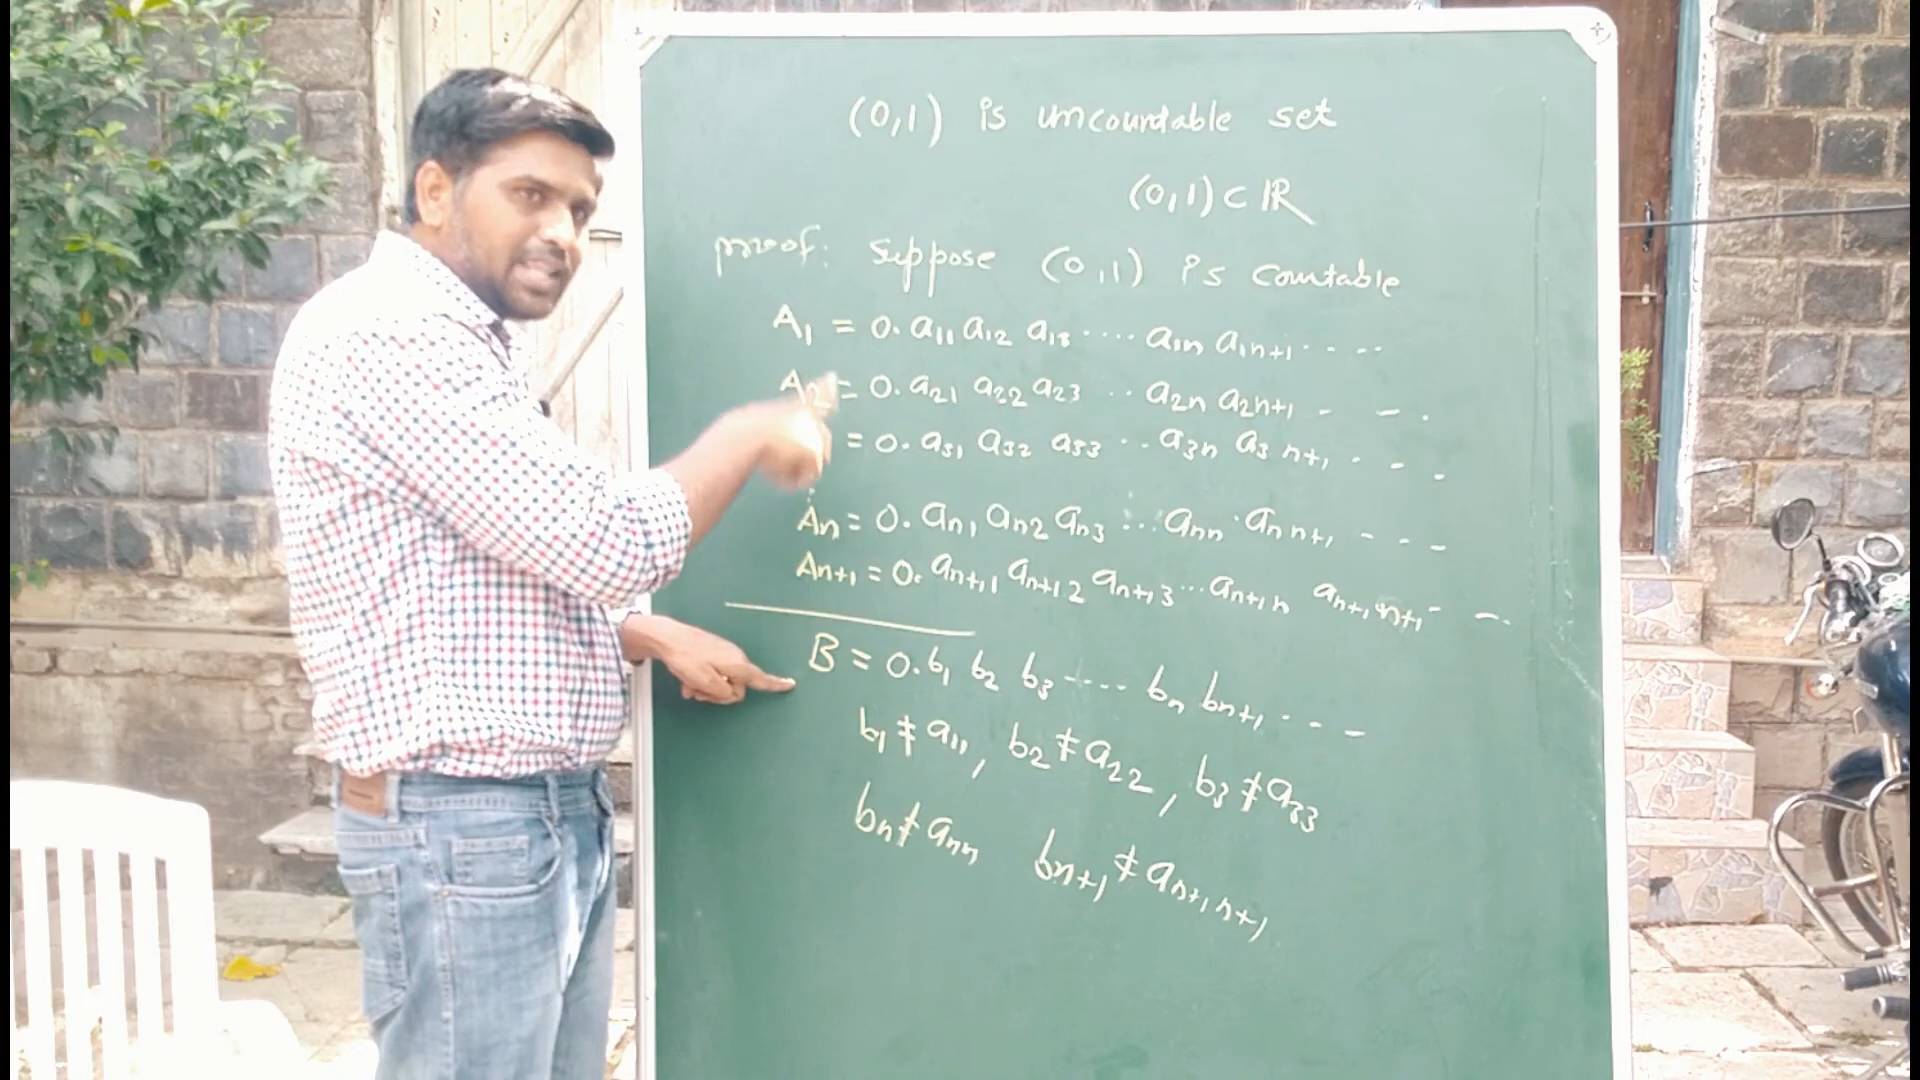 (0,1) is uncountable set
(0,1) ⊂ ℝ
proof: suppose (0,1) is countable
A₁ = 0. a₁₁ a₁₂ a₁₃ .... a₁ₙ a₁ₙ₊₁ ....
A₂ = 0. a₂₁ a₂₂ a₂₃ .. a₂ₙ a₂ₙ₊₁ - - .
= 0. a₃₁ a₃₂ a₃₃ .. a₃ₙ a₃ ₙ₊₁ . - - .
Aₙ = 0. aₙ₁ aₙ₂ aₙ₃ ... aₙₙ . aₙ ₙ₊₁ - - -
Aₙ₊₁ = 0. aₙ₊₁₁ aₙ₊₁₂ aₙ₊₁₃ ... aₙ₊₁ₙ aₙ₊₁ₙ₊₁ - - .
B = 0. b₁ b₂ b₃ .... bₙ bₙ₊₁ . - - -
b₁ ≠ a₁₁, b₂ ≠ a₂₂, b₃ ≠ a₃₃
bₙ ≠ aₙₙ bₙ₊₁ ≠ aₙ₊₁ₙ₊₁